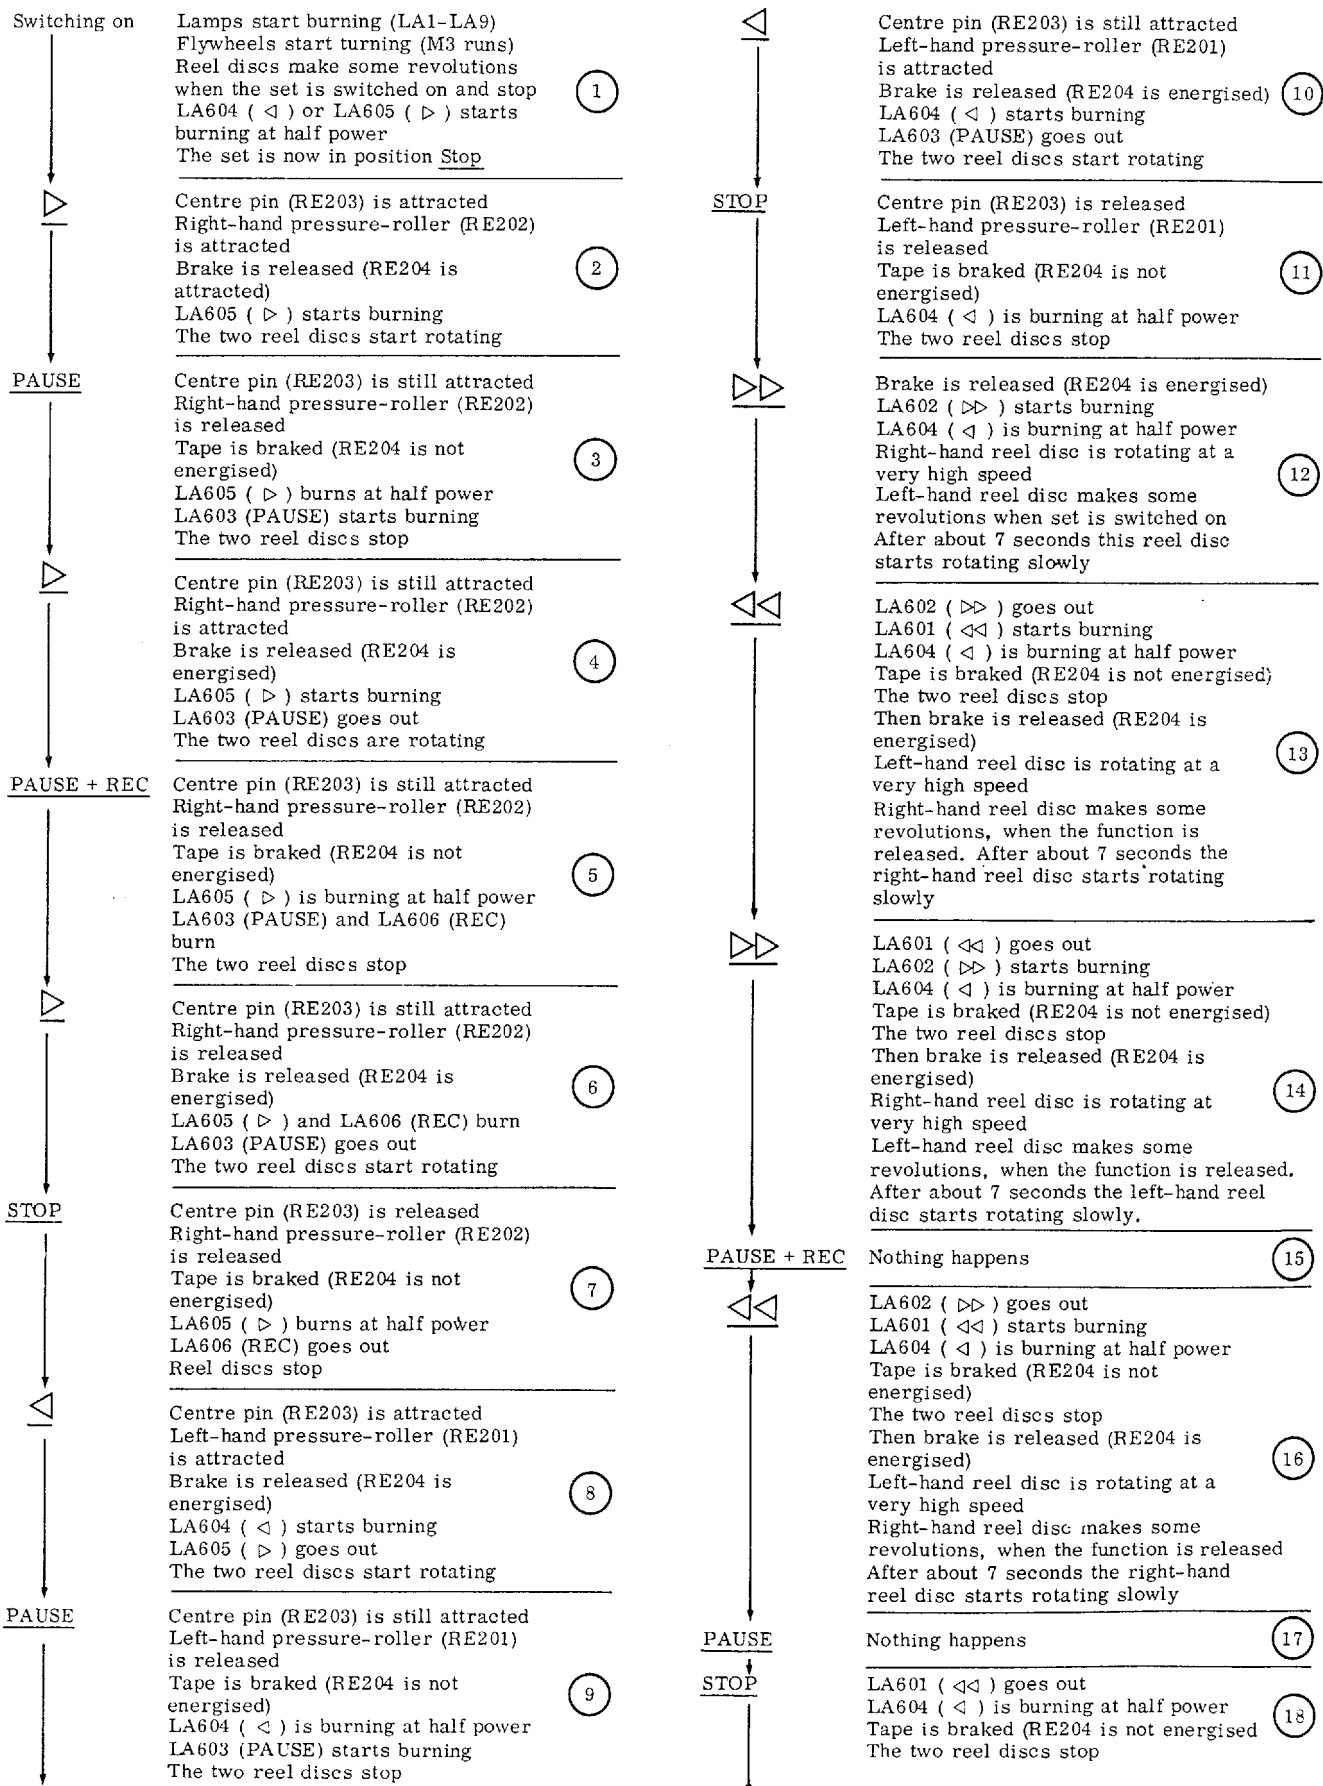 Switching on
Lamps start burning (LA1-LA9)
Flywheels start turning (M3 runs)
Reel discs make some revolutions
when the set is switched on and stop
LA604 ( ◁ ) or LA605 ( ▷ ) starts
burning at half power
The set is now in position Stop
1
▷
Centre pin (RE203) is attracted
Right-hand pressure-roller (RE202)
is attracted
Brake is released (RE204 is
attracted)
LA605 ( ▷ ) starts burning
The two reel discs start rotating
2
PAUSE
Centre pin (RE203) is still attracted
Right-hand pressure-roller (RE202)
is released
Tape is braked (RE204 is not
energised)
LA605 ( ▷ ) burns at half power
LA603 (PAUSE) starts burning
The two reel discs stop
3
▷
Centre pin (RE203) is still attracted
Right-hand pressure-roller (RE202)
is attracted
Brake is released (RE204 is
energised)
LA605 ( ▷ ) starts burning
LA603 (PAUSE) goes out
The two reel discs are rotating
4
PAUSE + REC
Centre pin (RE203) is still attracted
Right-hand pressure-roller (RE202)
is released
Tape is braked (RE204 is not
energised)
LA605 ( ▷ ) is burning at half power
LA603 (PAUSE) and LA606 (REC)
burn
The two reel discs stop
5
▷
Centre pin (RE203) is still attracted
Right-hand pressure-roller (RE202)
is released
Brake is released (RE204 is
energised)
LA605 ( ▷ ) and LA606 (REC) burn
LA603 (PAUSE) goes out
The two reel discs start rotating
6
STOP
Centre pin (RE203) is released
Right-hand pressure-roller (RE202)
is released
Tape is braked (RE204 is not
energised)
LA605 ( ▷ ) burns at half power
LA606 (REC) goes out
Reel discs stop
7
◁
Centre pin (RE203) is attracted
Left-hand pressure-roller (RE201)
is attracted
Brake is released (RE204 is
energised)
LA604 ( ◁ ) starts burning
LA605 ( ▷ ) goes out
The two reel discs start rotating
8
PAUSE
Centre pin (RE203) is still attracted
Left-hand pressure-roller (RE201)
is released
Tape is braked (RE204 is not
energised)
LA604 ( ◁ ) is burning at half power
LA603 (PAUSE) starts burning
The two reel discs stop
9
◁
Centre pin (RE203) is still attracted
Left-hand pressure-roller (RE201)
is attracted
Brake is released (RE204 is energised)
LA604 ( ◁ ) starts burning
LA603 (PAUSE) goes out
The two reel discs start rotating
10
STOP
Centre pin (RE203) is released
Left-hand pressure-roller (RE201)
is released
Tape is braked (RE204 is not
energised)
LA604 ( ◁ ) is burning at half power
The two reel discs stop
11
▷▷
Brake is released (RE204 is energised)
LA602 ( ▷▷ ) starts burning
LA604 ( ◁ ) is burning at half power
Right-hand reel disc is rotating at a
very high speed
Left-hand reel disc makes some
revolutions when set is switched on
After about 7 seconds this reel disc
starts rotating slowly
12
◁◁
LA602 ( ▷▷ ) goes out
LA601 ( ◁◁ ) starts burning
LA604 ( ◁ ) is burning at half power
Tape is braked (RE204 is not energised)
The two reel discs stop
Then brake is released (RE204 is
energised)
Left-hand reel disc is rotating at a
very high speed
Right-hand reel disc makes some
revolutions, when the function is
released. After about 7 seconds the
right-hand reel disc starts rotating
slowly
13
▷▷
LA601 ( ◁◁ ) goes out
LA602 ( ▷▷ ) starts burning
LA604 ( ◁ ) is burning at half power
Tape is braked (RE204 is not energised)
The two reel discs stop
Then brake is released (RE204 is
energised)
Right-hand reel disc is rotating at
very high speed
Left-hand reel disc makes some
revolutions, when the function is released.
After about 7 seconds the left-hand reel
disc starts rotating slowly.
14
PAUSE + REC
Nothing happens
15
◁◁
LA602 ( ▷▷ ) goes out
LA601 ( ◁◁ ) starts burning
LA604 ( ◁ ) is burning at half power
Tape is braked (RE204 is not
energised)
The two reel discs stop
Then brake is released (RE204 is
energised)
Left-hand reel disc is rotating at a
very high speed
Right-hand reel disc makes some
revolutions, when the function is released
After about 7 seconds the right-hand
reel disc starts rotating slowly
16
PAUSE
Nothing happens
17
STOP
LA601 ( ◁◁ ) goes out
LA604 ( ◁ ) is burning at half power
Tape is braked (RE204 is not energised
The two reel discs stop
18